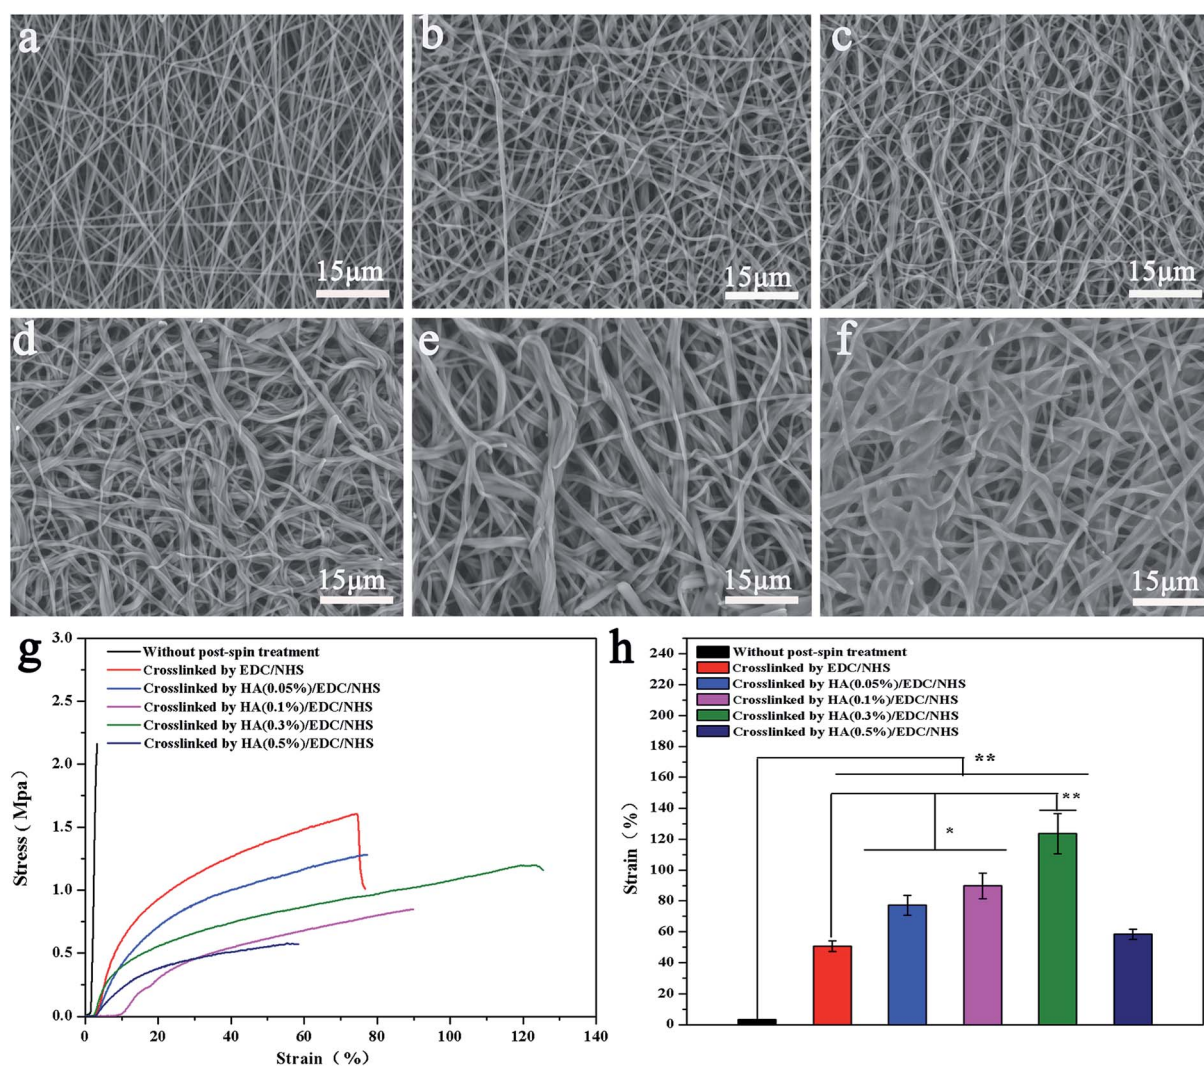 a
b
c
15μm
15μm
15μm
d
e
f
15μm
15μm
15μm
g
Stress ( Mpa)
3.0
2.5
2.0
1.5
1.0
0.5
0.0
Without post-spin treatment
Crosslinked by EDC/NHS
Crosslinked by HA(0.05%)/EDC/NHS
Crosslinked by HA(0.1%)/EDC/NHS
Crosslinked by HA(0.3%)/EDC/NHS
Crosslinked by HA(0.5%)/EDC/NHS
0 20 40 60 80 100 120 140
Strain（%）
h
Strain（%）
240
220
200
180
160
140
120
100
80
60
40
20
0
Without post-spin treatment
Crosslinked by EDC/NHS
Crosslinked by HA(0.05%)/EDC/NHS
Crosslinked by HA(0.1%)/EDC/NHS
Crosslinked by HA(0.3%)/EDC/NHS
Crosslinked by HA(0.5%)/EDC/NHS
**
**
*